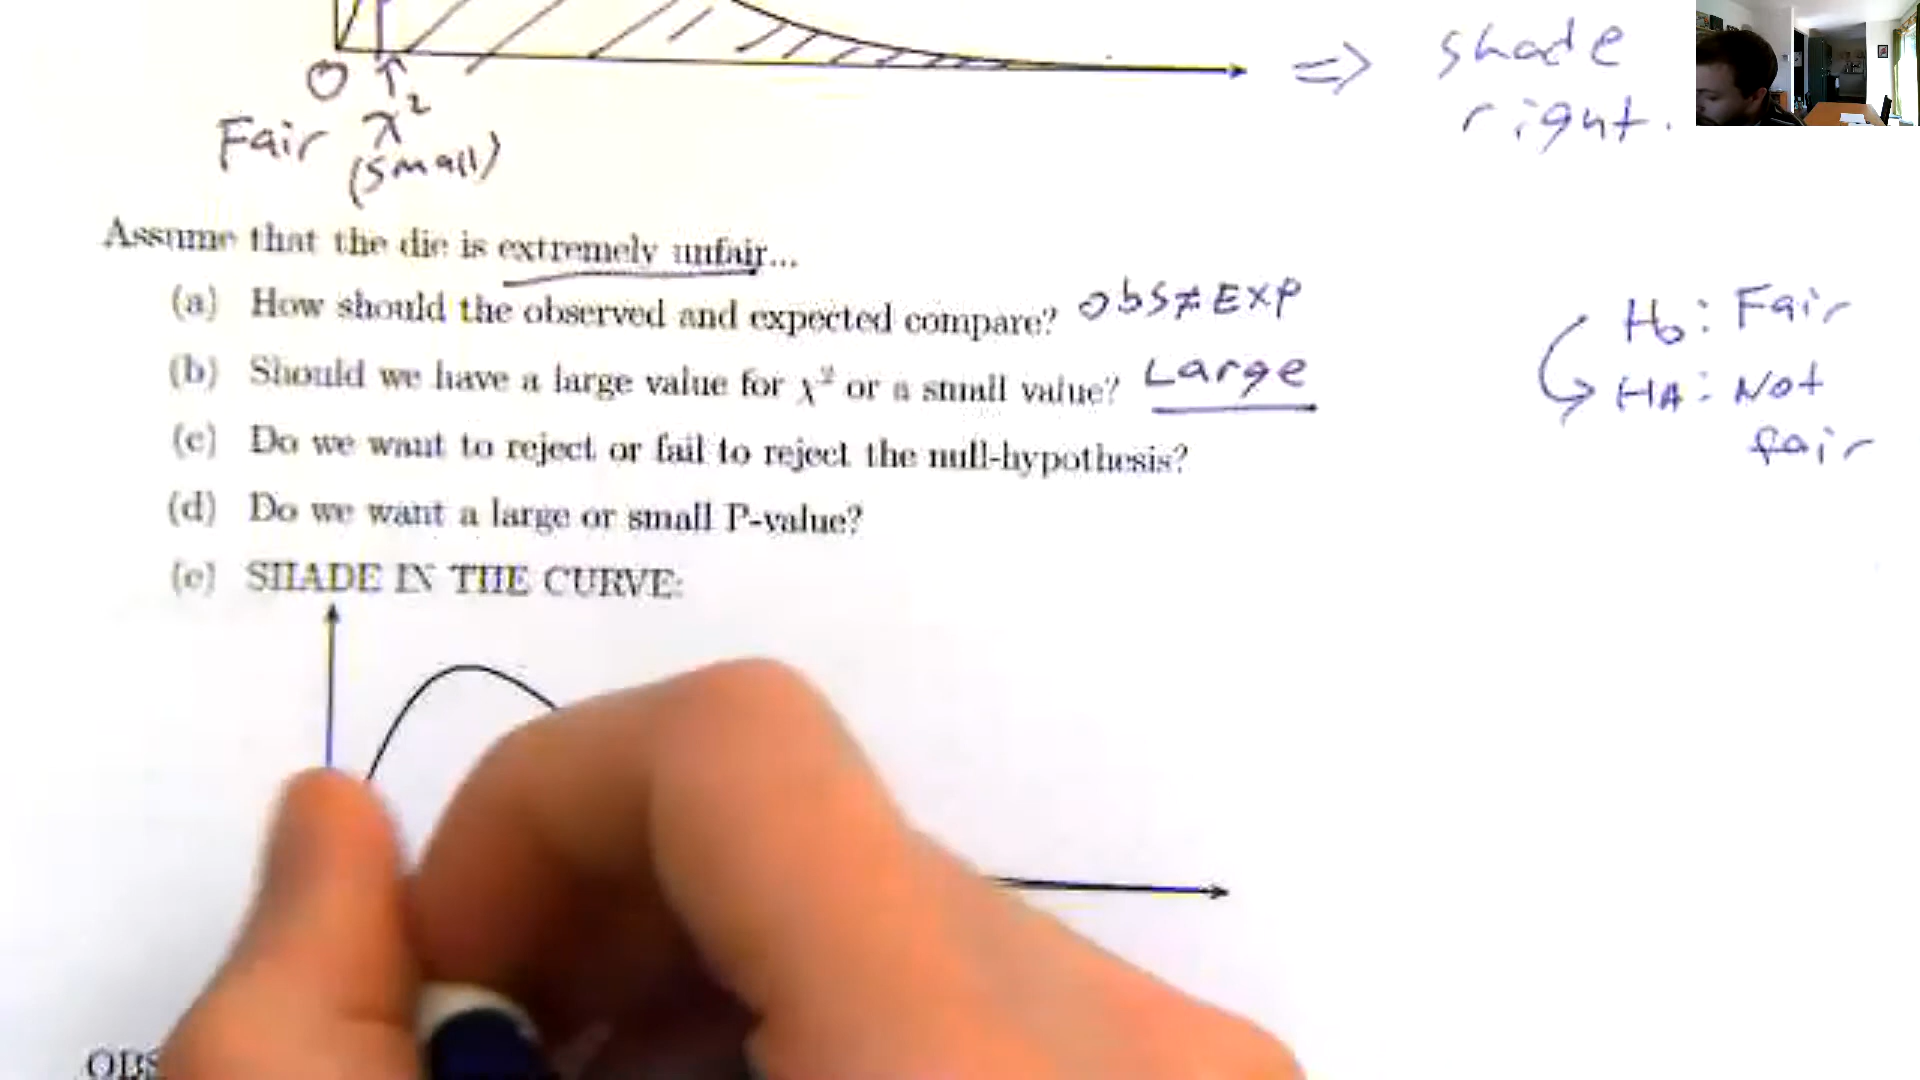 0
Fair χ² (small)
=> shade
right.
Assume that the die is extremely unfair...
(a) How should the observed and expected compare? Obs≠Exp
(b) Should we have a large value for χ² or a small value? Large
(c) Do we want to reject or fail to reject the null-hypothesis?
(d) Do we want a large or small P-value?
(e) SHADE IN THE CURVE:
H₀: Fair
HA: Not
fair
OBS